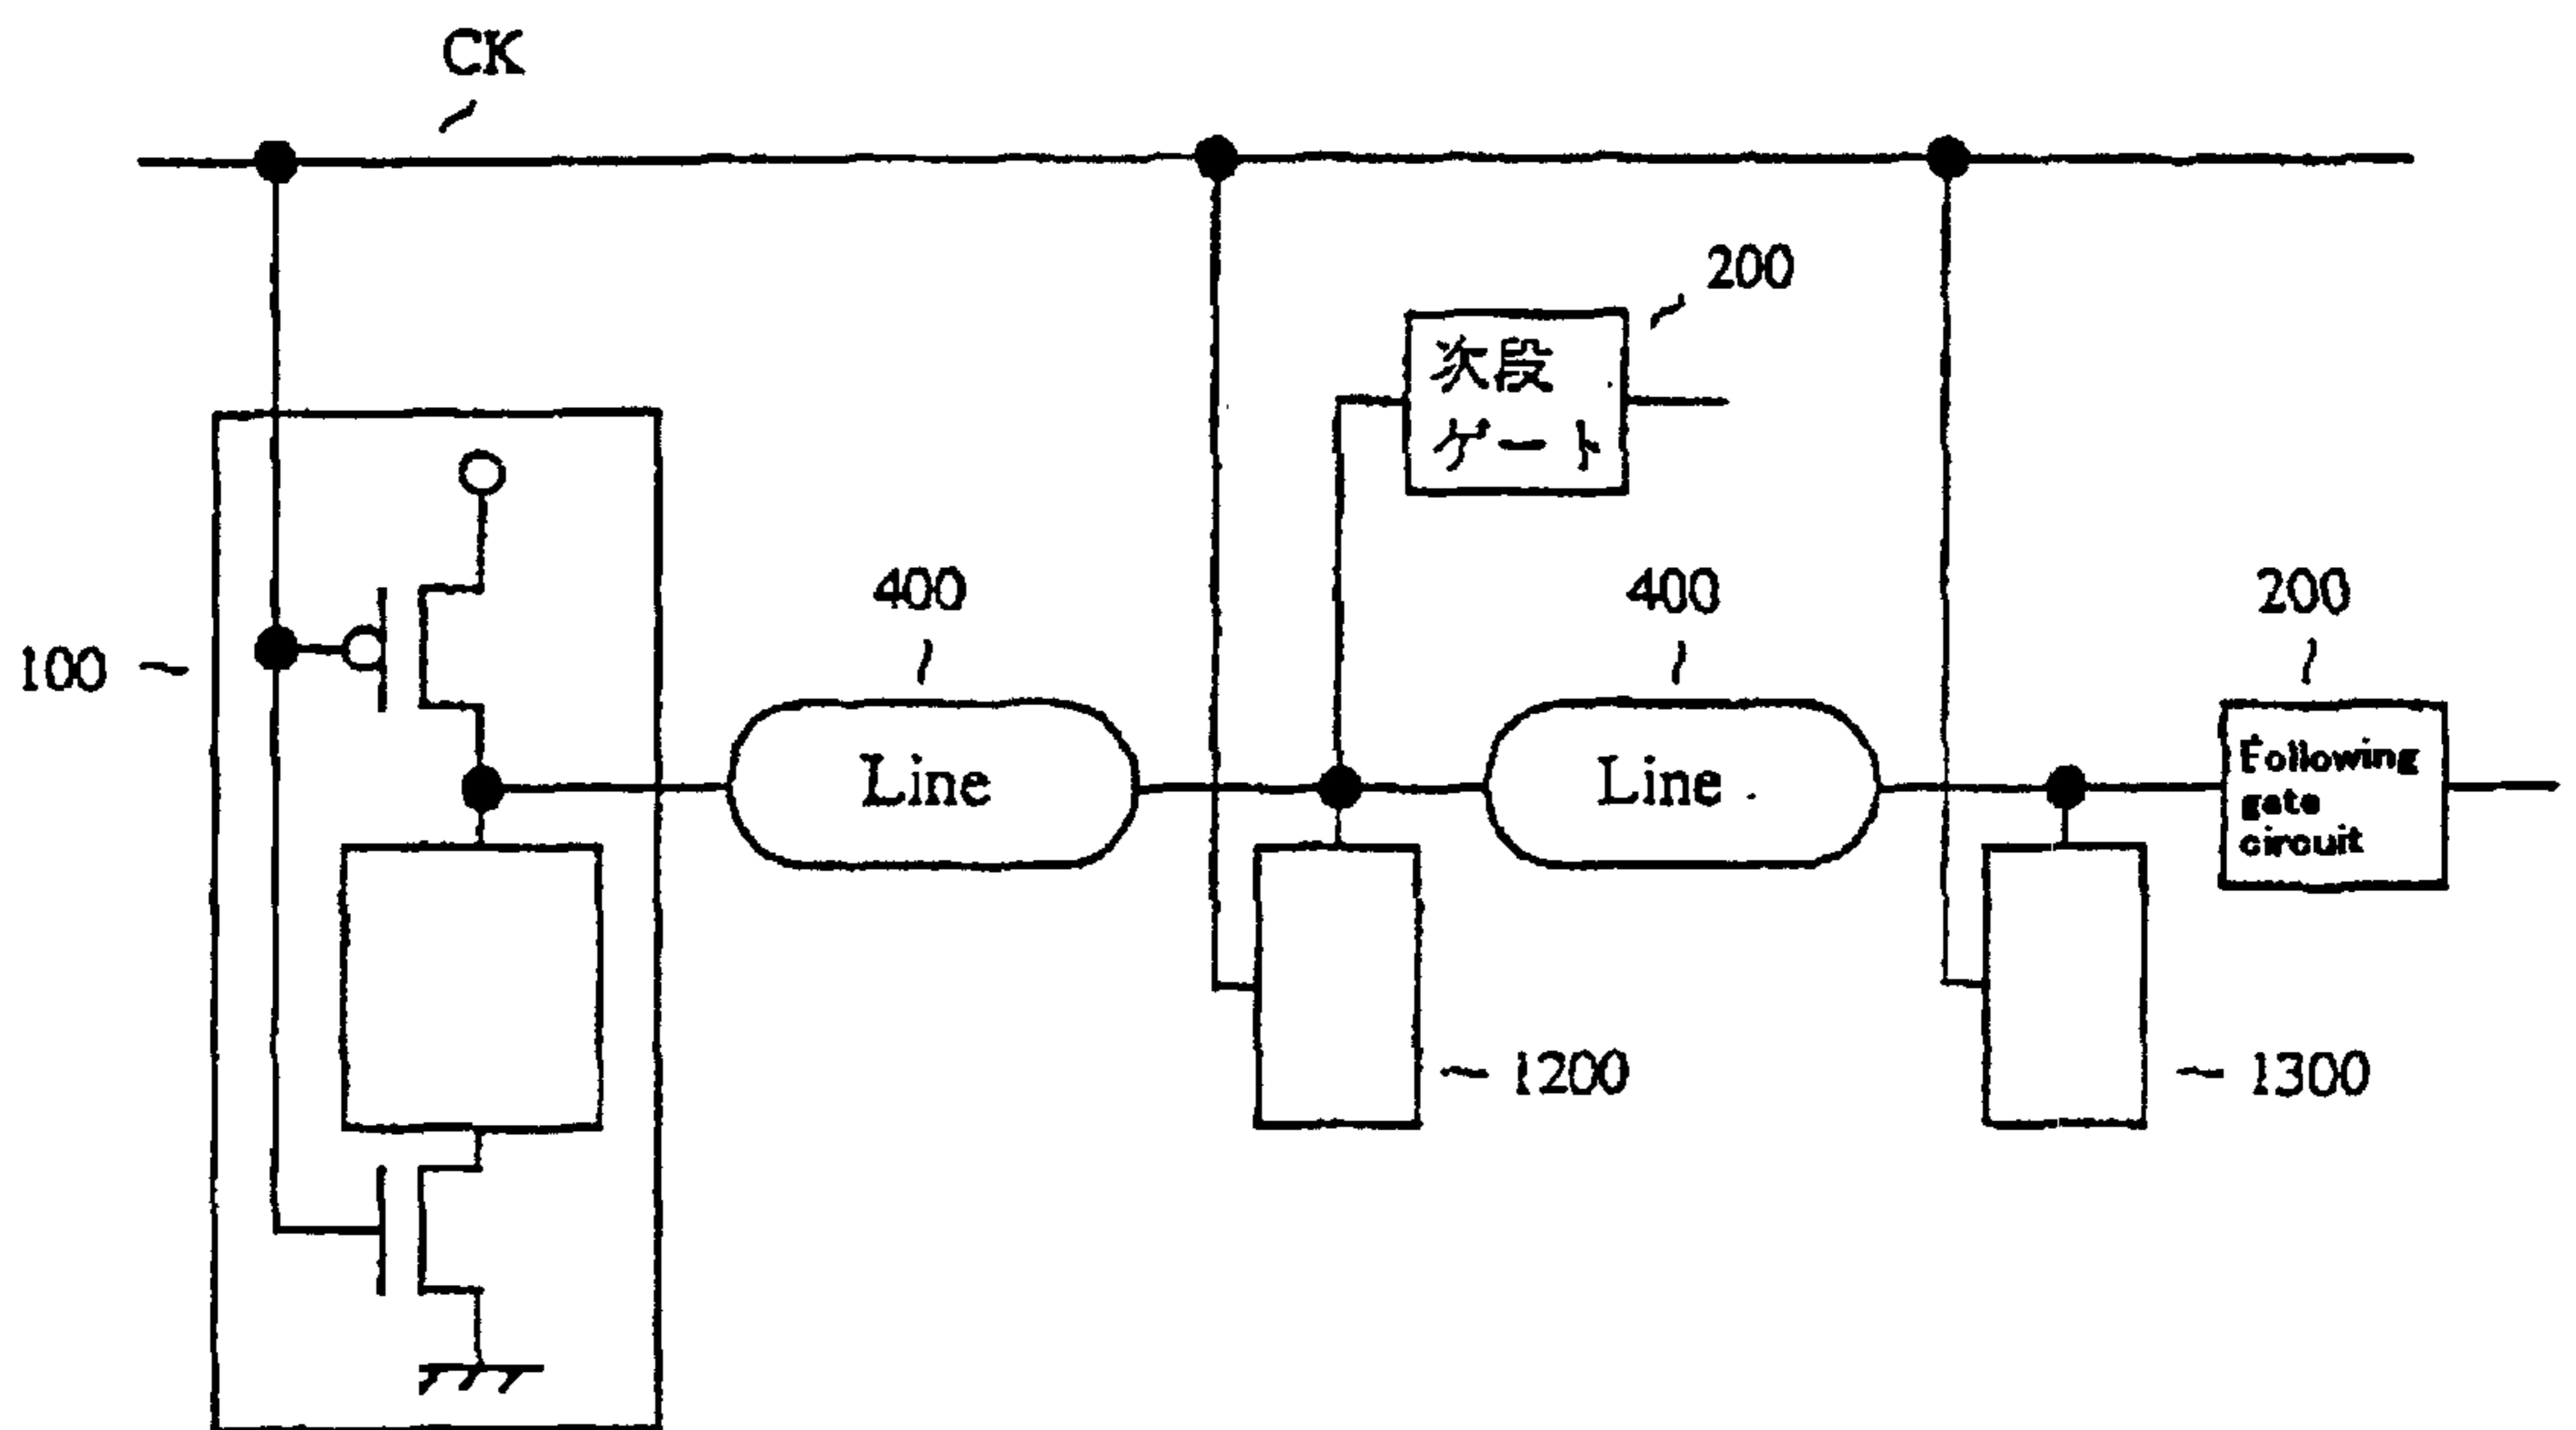 CK
200
次段
ゲート
400
400
200
100
Line
Line
Following
gate
circuit
1200
1300